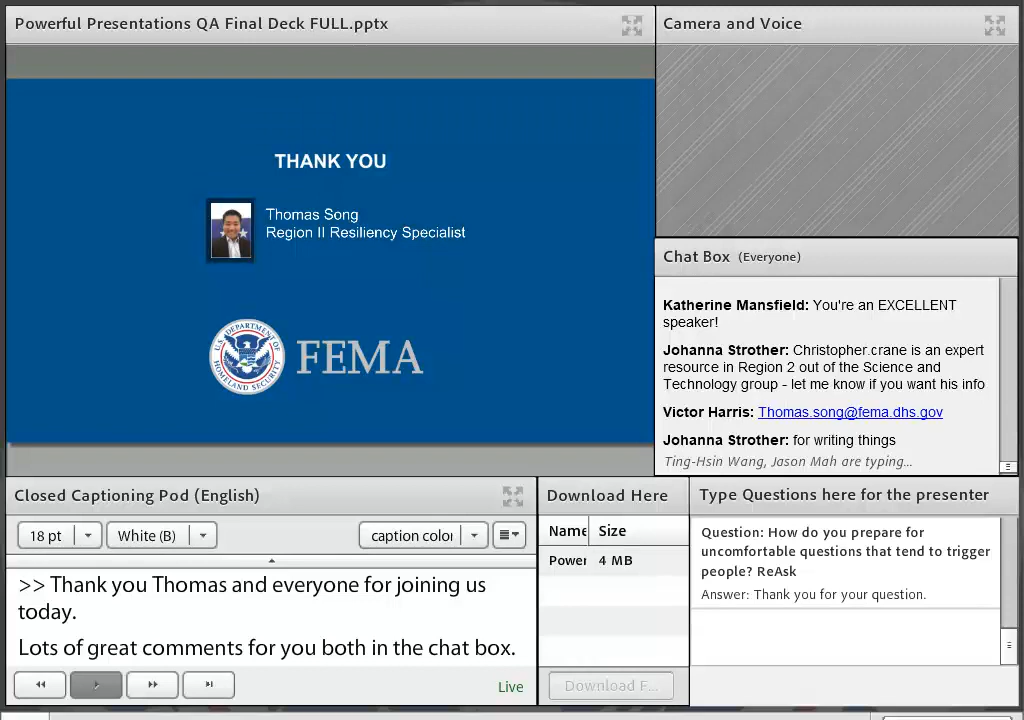 Powerful Presentations QA Final Deck FULL.pptx
THANK YOU
Thomas Song
Region II Resiliency Specialist
U.S. DEPARTMENT OF
HOMELAND SECURITY
FEMA
Camera and Voice
Chat Box (Everyone)
Katherine Mansfield: You're an EXCELLENT
speaker!
Johanna Strother: Christopher.crane is an expert
resource in Region 2 out of the Science and
Technology group - let me know if you want his info
Victor Harris: Thomas.song@fema.dhs.gov
Johanna Strother: for writing things
Ting-Hsin Wang, Jason Mah are typing...
Closed Captioning Pod (English)
18 pt
White (B)
caption color
>> Thank you Thomas and everyone for joining us
today.
Lots of great comments for you both in the chat box.
Live
Download Here
Name Size
Power 4 MB
Download F...
Type Questions here for the presenter
Question: How do you prepare for
uncomfortable questions that tend to trigger
people? ReAsk
Answer: Thank you for your question.